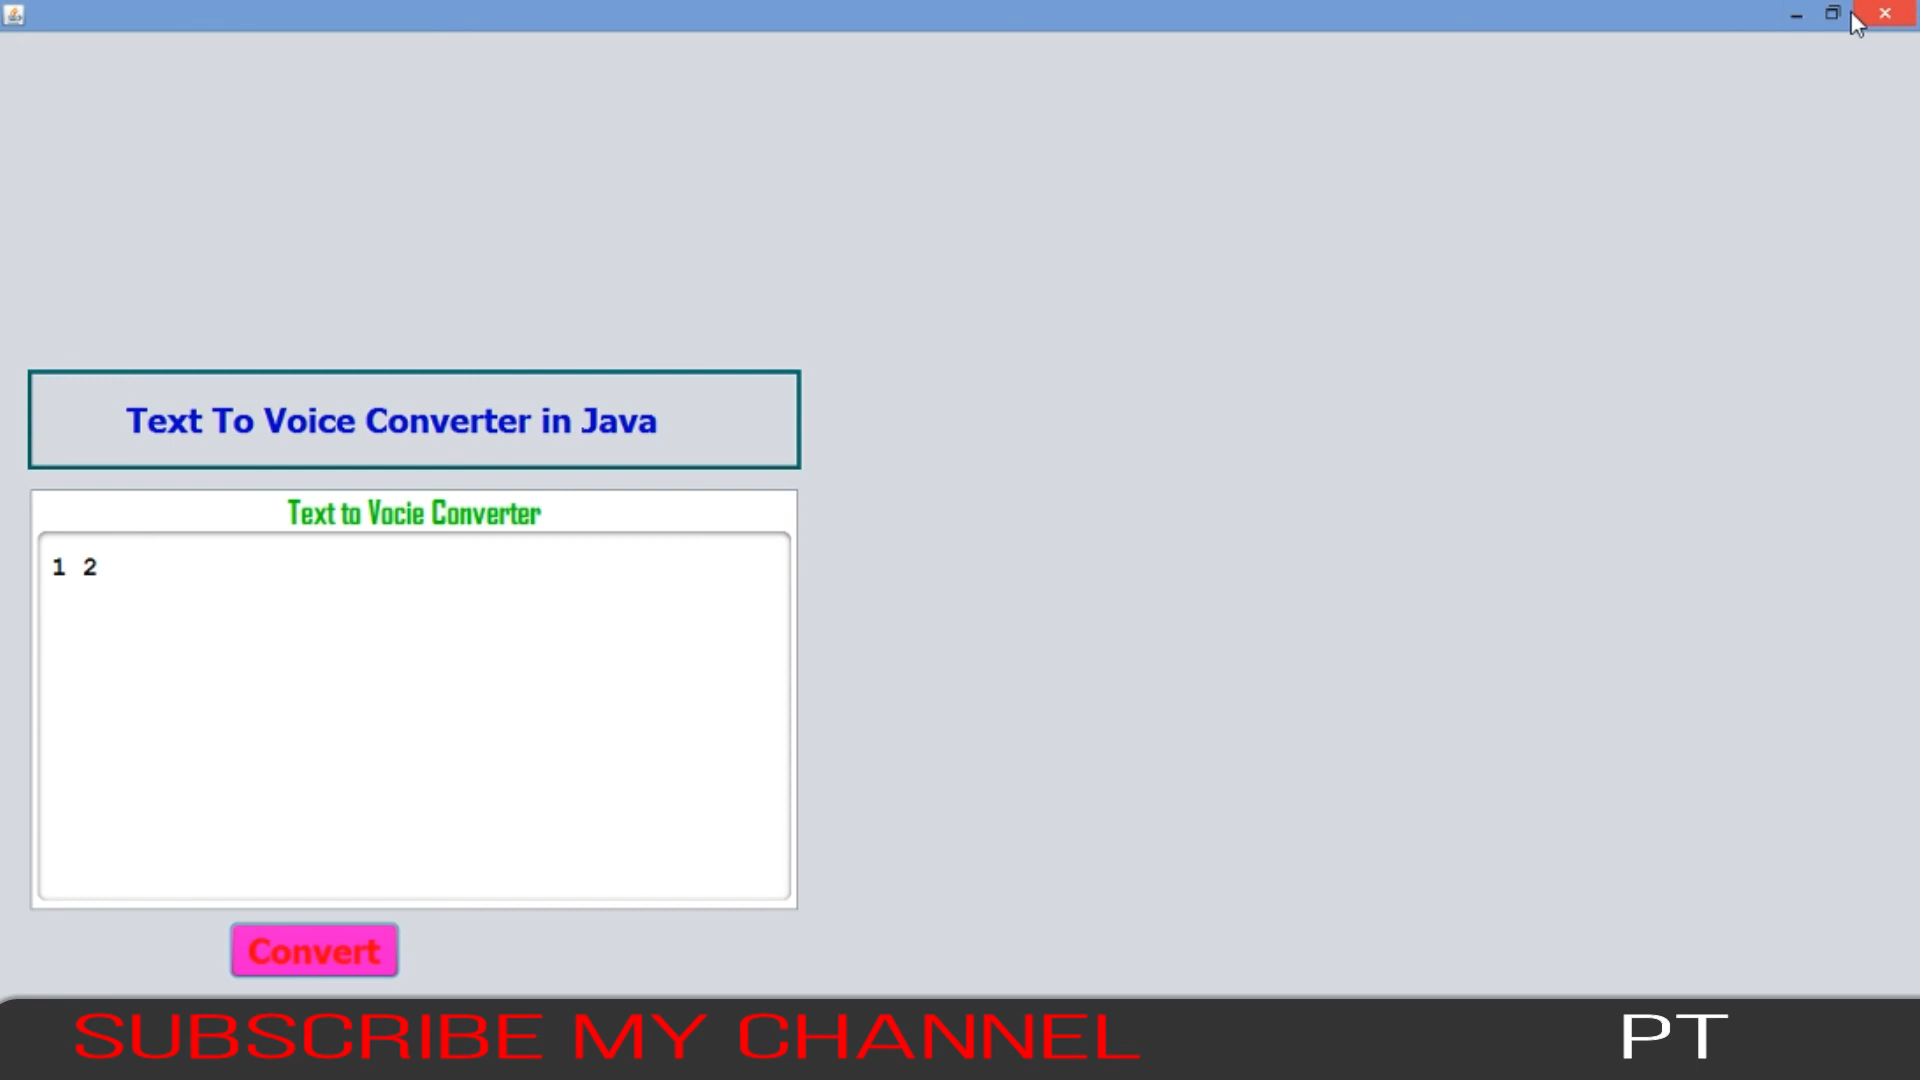 Text To Voice Converter in Java
Text to Vocie Converter
1 2
Convert
SUBSCRIBE MY CHANNEL
PT